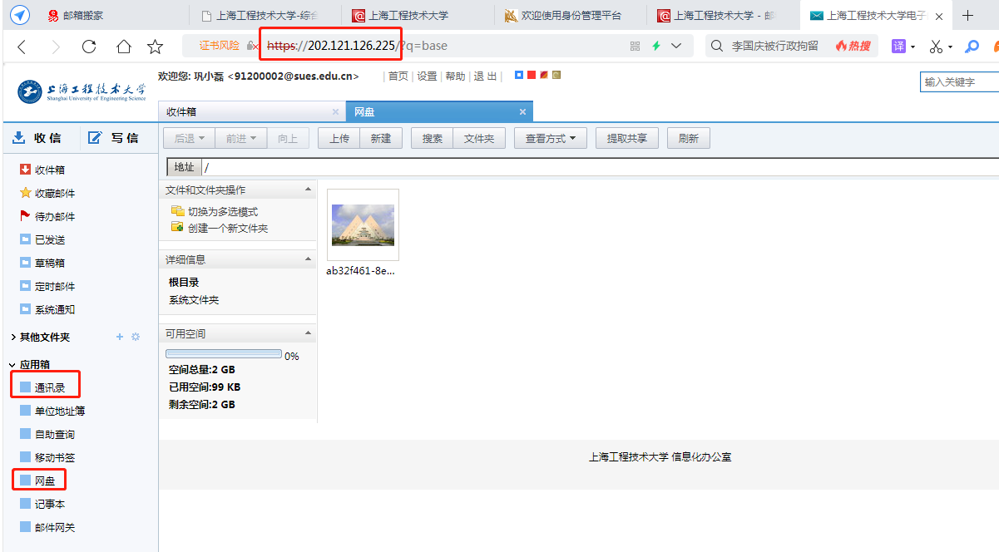 邮箱搬家
上海工程技术大学-综合
上海工程技术大学
欢迎使用身份管理平台
上海工程技术大学 - 邮
上海工程技术大学电子
证书风险
https://202.121.126.225/?q=base
李国庆被行政拘留
热搜
译
上海工程技术大学
Shanghai University of Engineering Science
欢迎您: 巩小磊 <91200002@sues.edu.cn>
| 首页 | 设置 | 帮助 | 退 出 |
输入关键字
收 信
写 信
收件箱
网盘
后退
前进
向上
上传
新建
搜索
文件夹
查看方式
提取共享
刷新
地址
/
收件箱
收藏邮件
待办邮件
已发送
草稿箱
定时邮件
系统通知
其他文件夹
应用箱
通讯录
单位地址簿
自助查询
移动书签
网盘
记事本
邮件网关
文件和文件夹操作
切换为多选模式
创建一个新文件夹
详细信息
根目录
系统文件夹
可用空间
0%
空间总量:2 GB
已用空间:99 KB
剩余空间:2 GB
ab32f461-8e...
上海工程技术大学 信息化办公室